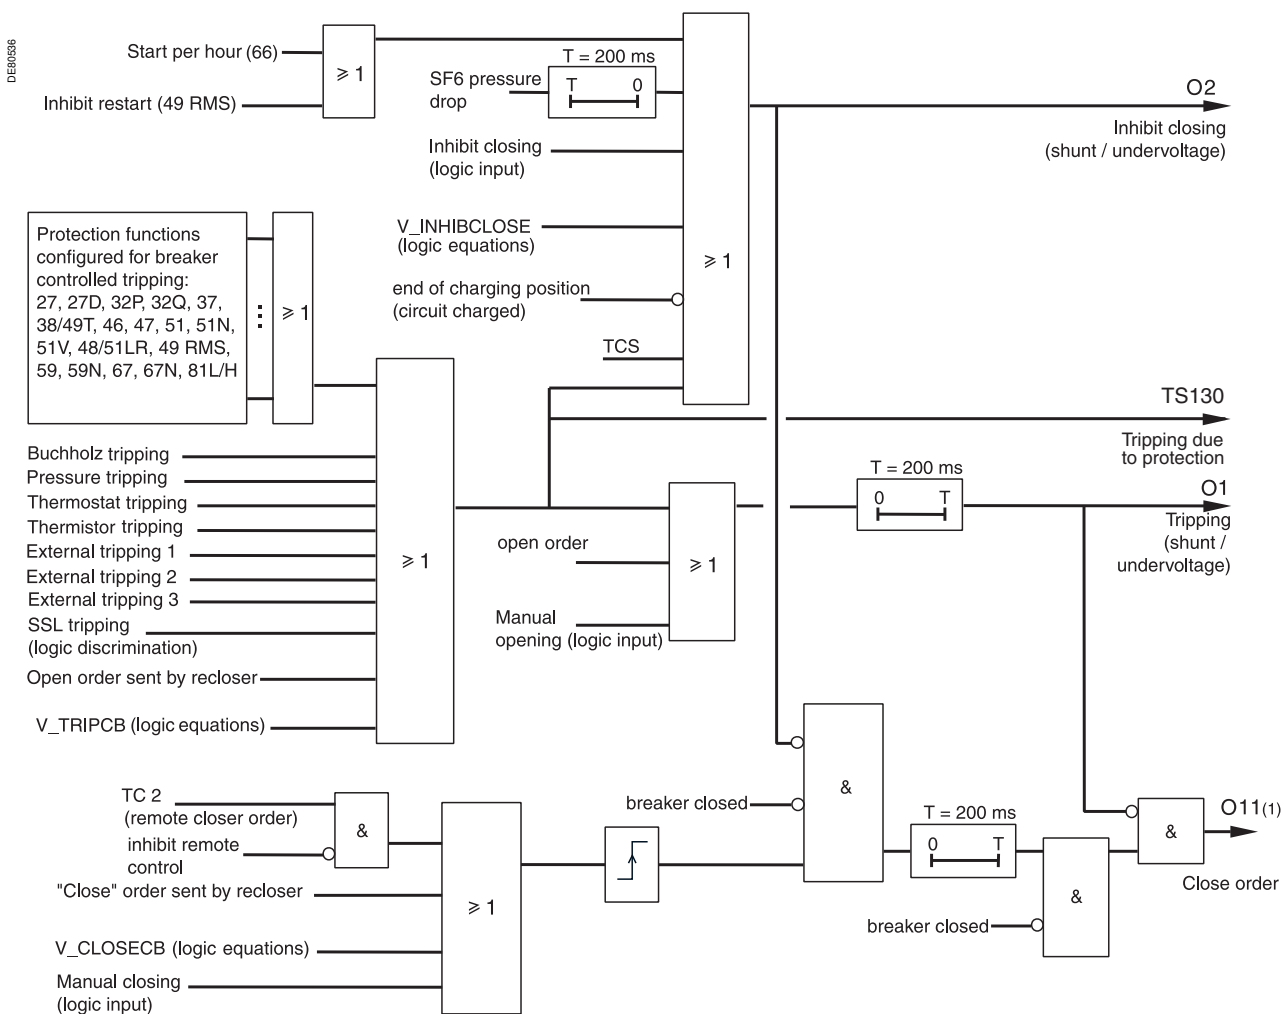 DE80536
Start per hour (66)
Inhibit restart (49 RMS)
⩾ 1
T = 200 ms
SF6 pressure
drop
T 0
Inhibit closing
(logic input)
V_INHIBCLOSE
(logic equations)
end of charging position
(circuit charged)
TCS
⩾ 1
O2
Inhibit closing
(shunt / undervoltage)
Protection functions
configured for breaker
controlled tripping:
27, 27D, 32P, 32Q, 37,
38/49T, 46, 47, 51, 51N,
51V, 48/51LR, 49 RMS,
59, 59N, 67, 67N, 81L/H
⩾ 1
TS130
Tripping due
to protection
Buchholz tripping
Pressure tripping
Thermostat tripping
Thermistor tripping
External tripping 1
External tripping 2
External tripping 3
SSL tripping
(logic discrimination)
Open order sent by recloser
V_TRIPCB (logic equations)
⩾ 1
open order
Manual
opening (logic input)
⩾ 1
T = 200 ms
0 T
O1
Tripping
(shunt /
undervoltage)
TC 2
(remote closer order)
inhibit remote
control
&
"Close" order sent by recloser
V_CLOSECB (logic equations)
Manual closing
(logic input)
⩾ 1
breaker closed
&
T = 200 ms
0 T
breaker closed
&
&
O11(1)
Close order